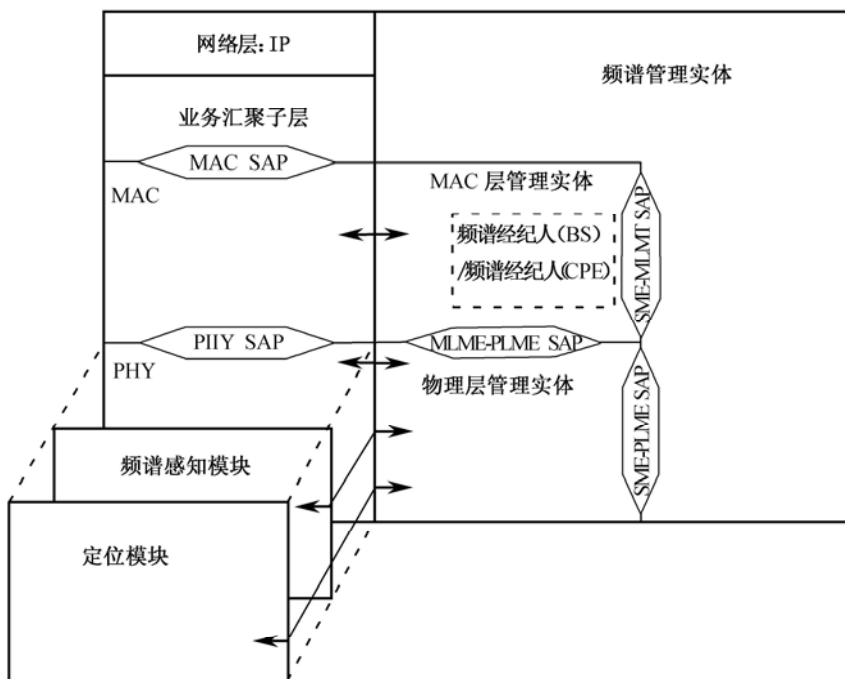 网络层:IP
频谱管理实体
业务汇聚子层
MAC SAP
MAC
MAC 层管理实体
频谱经纪人(BS)
/频谱经纪人(CPE)
SME-MLMT SAP
PIIY SAP
MLME-PLME SAP
PHY
物理层管理实体
SME-PLME SAP
频谱感知模块
定位模块